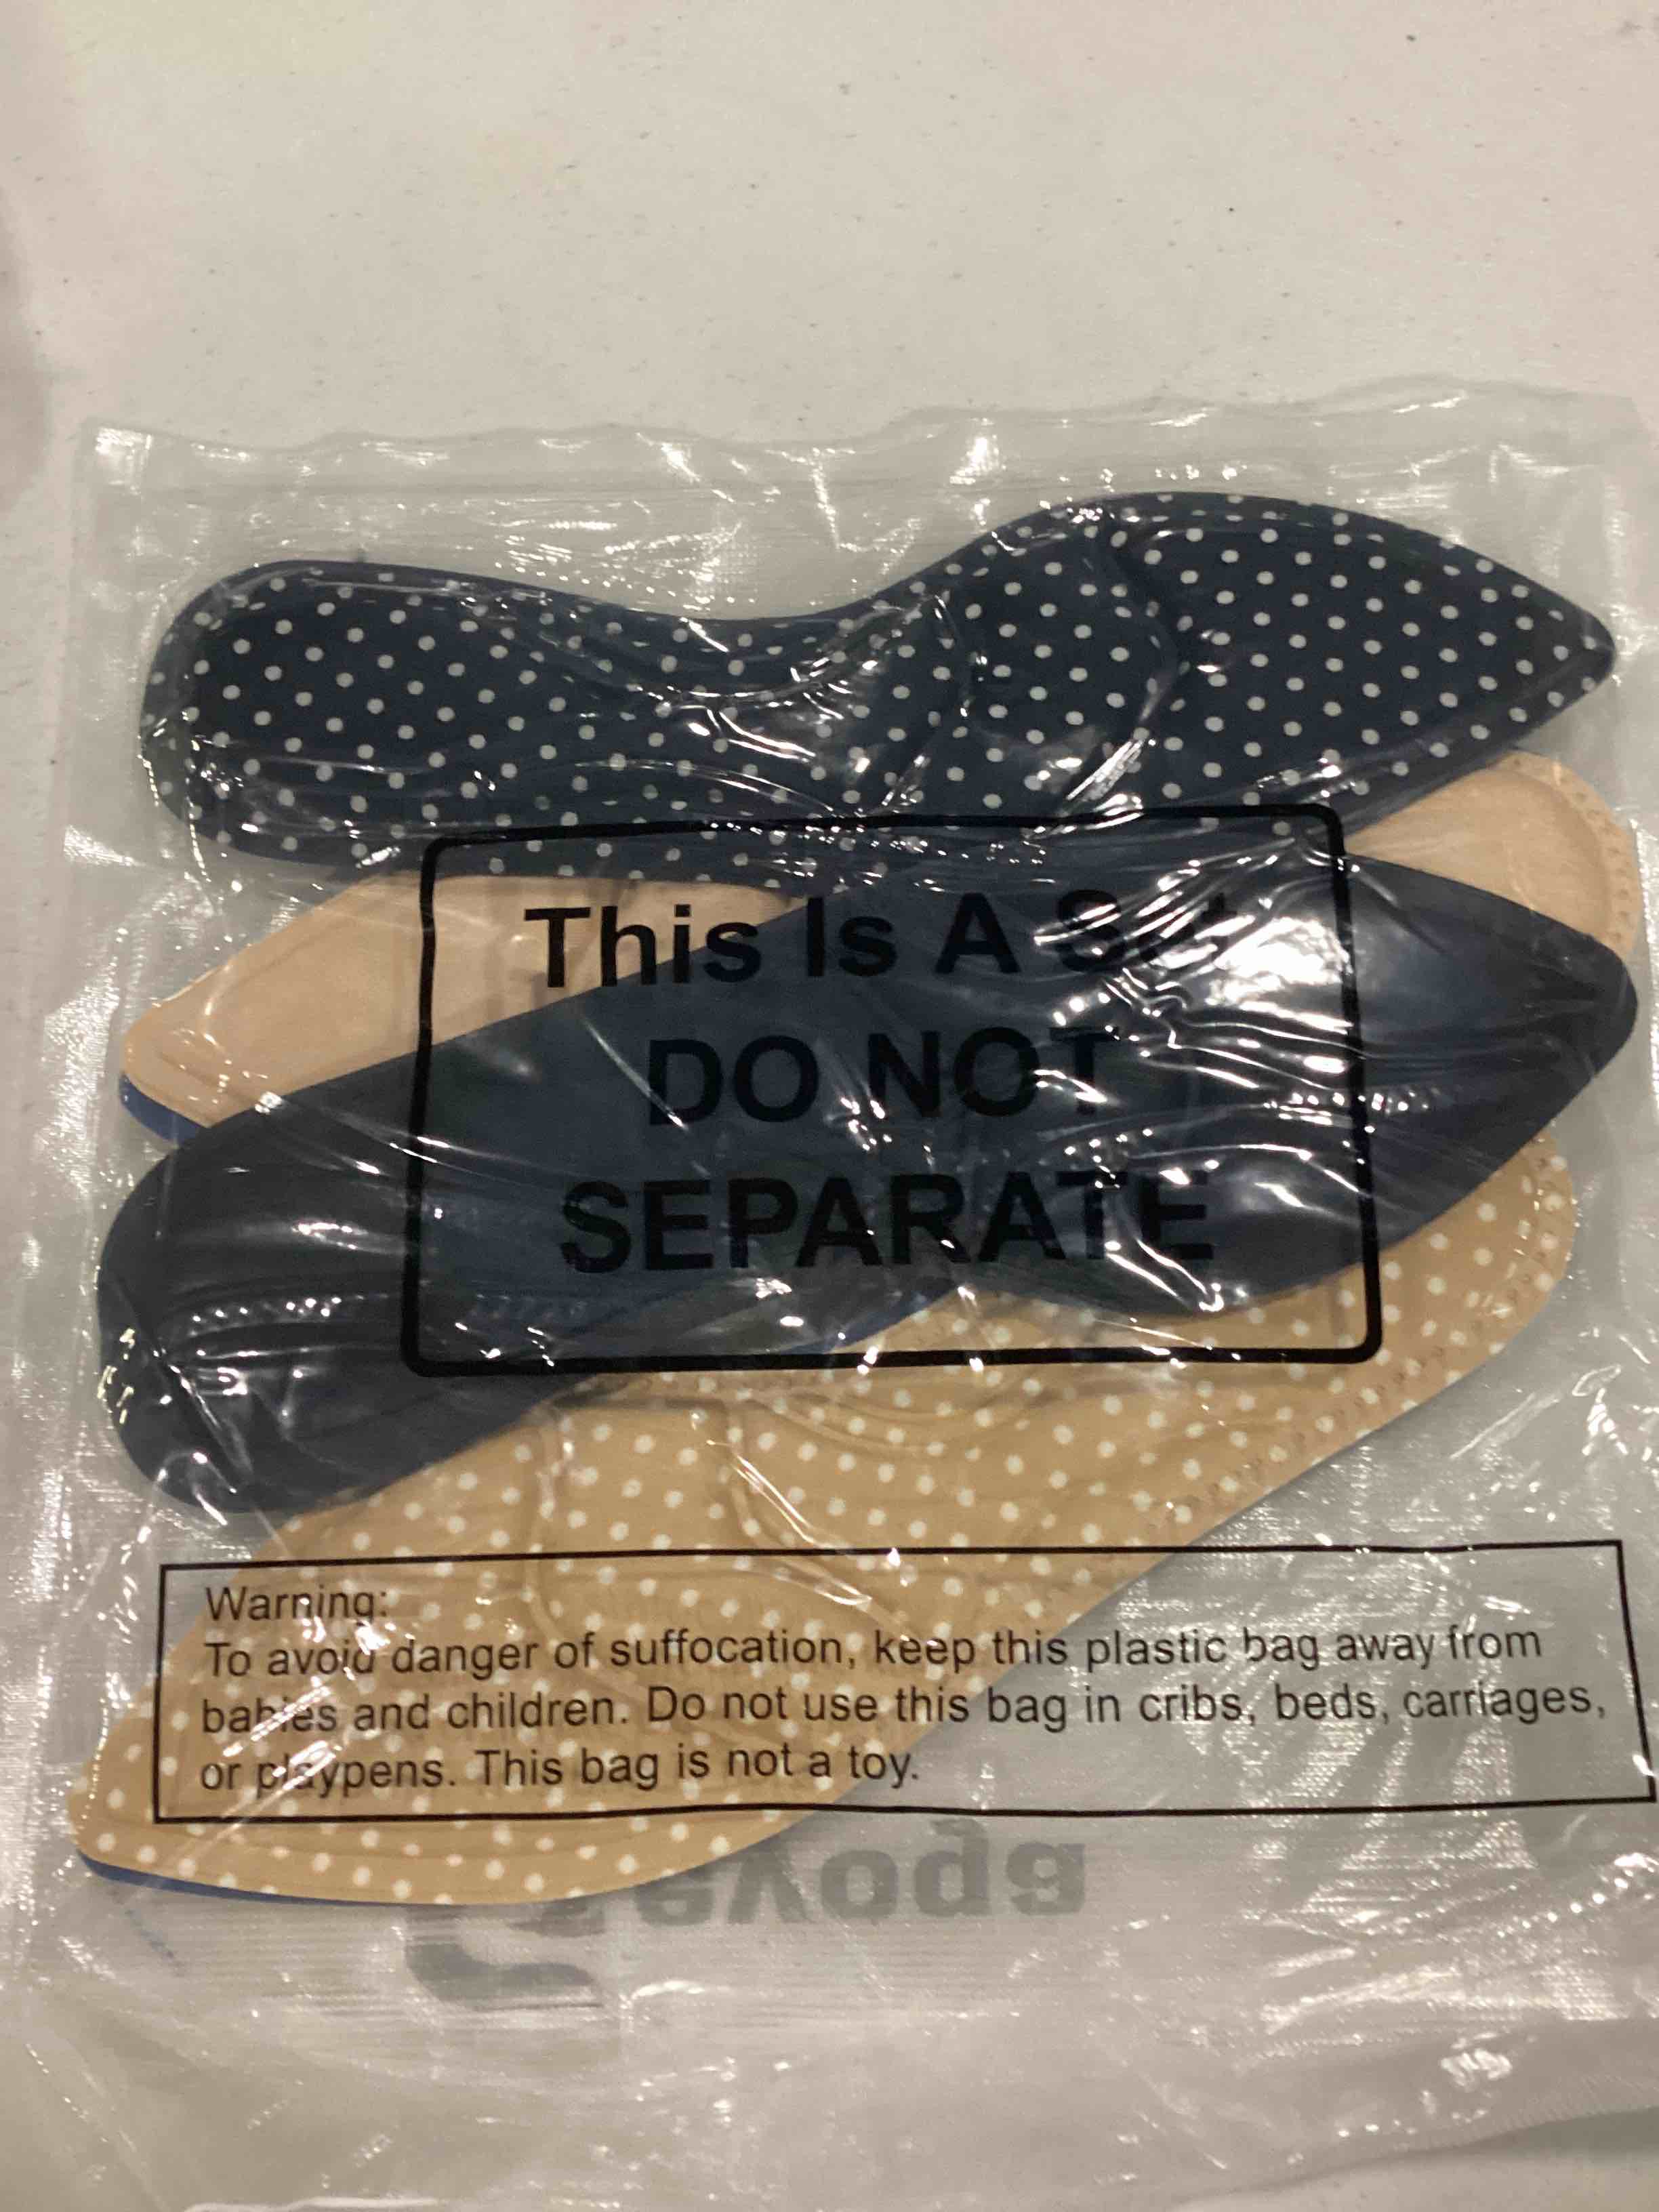 This Is A Set
DO NOT
SEPARATE
Warning:
To avoid danger of suffocation, keep this plastic bag away from
babies and children. Do not use this bag in cribs, beds, carriages,
or playpens. This bag is not a toy.